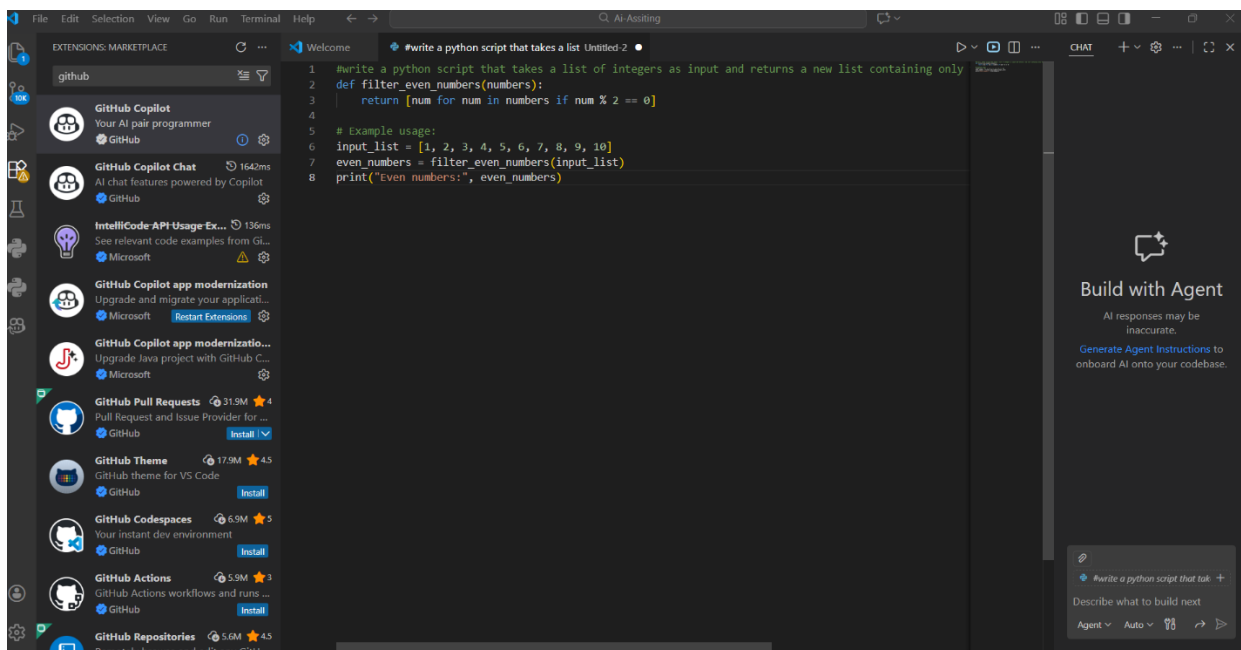 File Edit Selection View Go Run Terminal Help
Ai-Assiting
EXTENSIONS: MARKETPLACE
github
GitHub Copilot
Your AI pair programmer
GitHub
GitHub Copilot Chat 1642ms
AI chat features powered by Copilot
GitHub
IntelliCode API Usage Ex... 136ms
See relevant code examples from Gi...
Microsoft
GitHub Copilot app modernization
Upgrade and migrate your applicati...
Microsoft Restart Extensions
GitHub Copilot app modernizatio...
Upgrade Java project with GitHub C...
Microsoft
GitHub Pull Requests 31.9M 4
Pull Request and Issue Provider for ...
GitHub Install
GitHub Theme 17.9M 4.5
GitHub theme for VS Code
GitHub Install
GitHub Codespaces 6.9M 5
Your instant dev environment
GitHub Install
GitHub Actions 5.9M 3
GitHub Actions workflows and runs ...
GitHub Install
GitHub Repositories 5.6M 4.5
1
10K
Welcome #write a python script that takes a list Untitled-2
1 #write a python script that takes a list of integers as input and returns a new list containing only
2 def filter_even_numbers(numbers):
3 return [num for num in numbers if num % 2 == 0]
4
5 # Example usage:
6 input_list = [1, 2, 3, 4, 5, 6, 7, 8, 9, 10]
7 even_numbers = filter_even_numbers(input_list)
8 print("Even numbers:", even_numbers)
CHAT
Build with Agent
AI responses may be
inaccurate.
Generate Agent Instructions to
onboard AI onto your codebase.
#write a python script that tak
Describe what to build next
Agent Auto